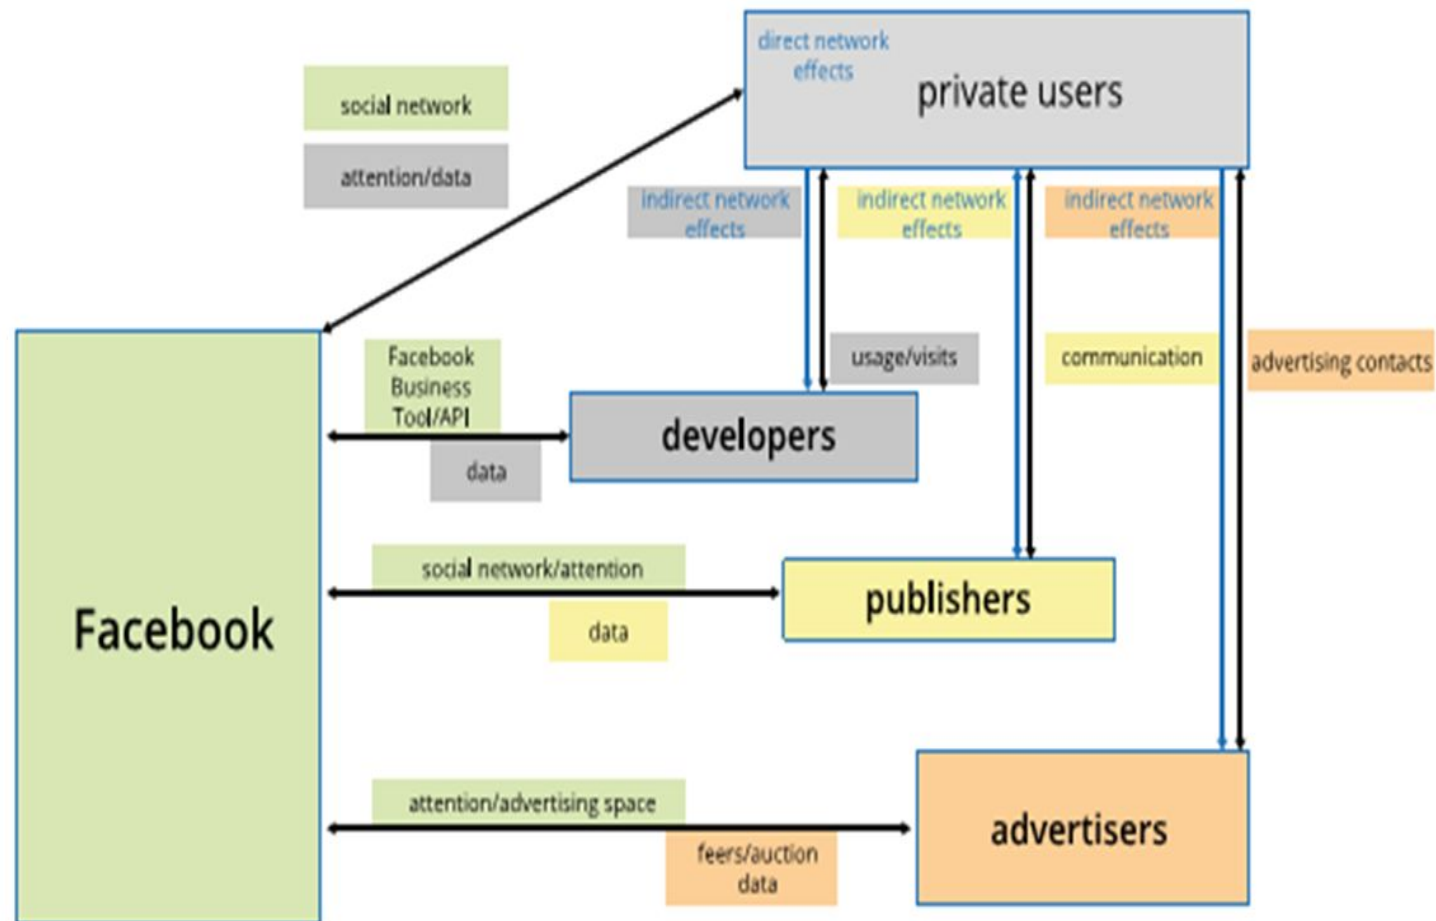 direct network
effects
private users
social network
attention/data
indirect network
effects
indirect network
effects
indirect network
effects
Facebook
Business
Tool/API
usage/visits
communication
advertising contacts
developers
data
social network/attention
publishers
Facebook
data
attention/advertising space
advertisers
feers/auction
data